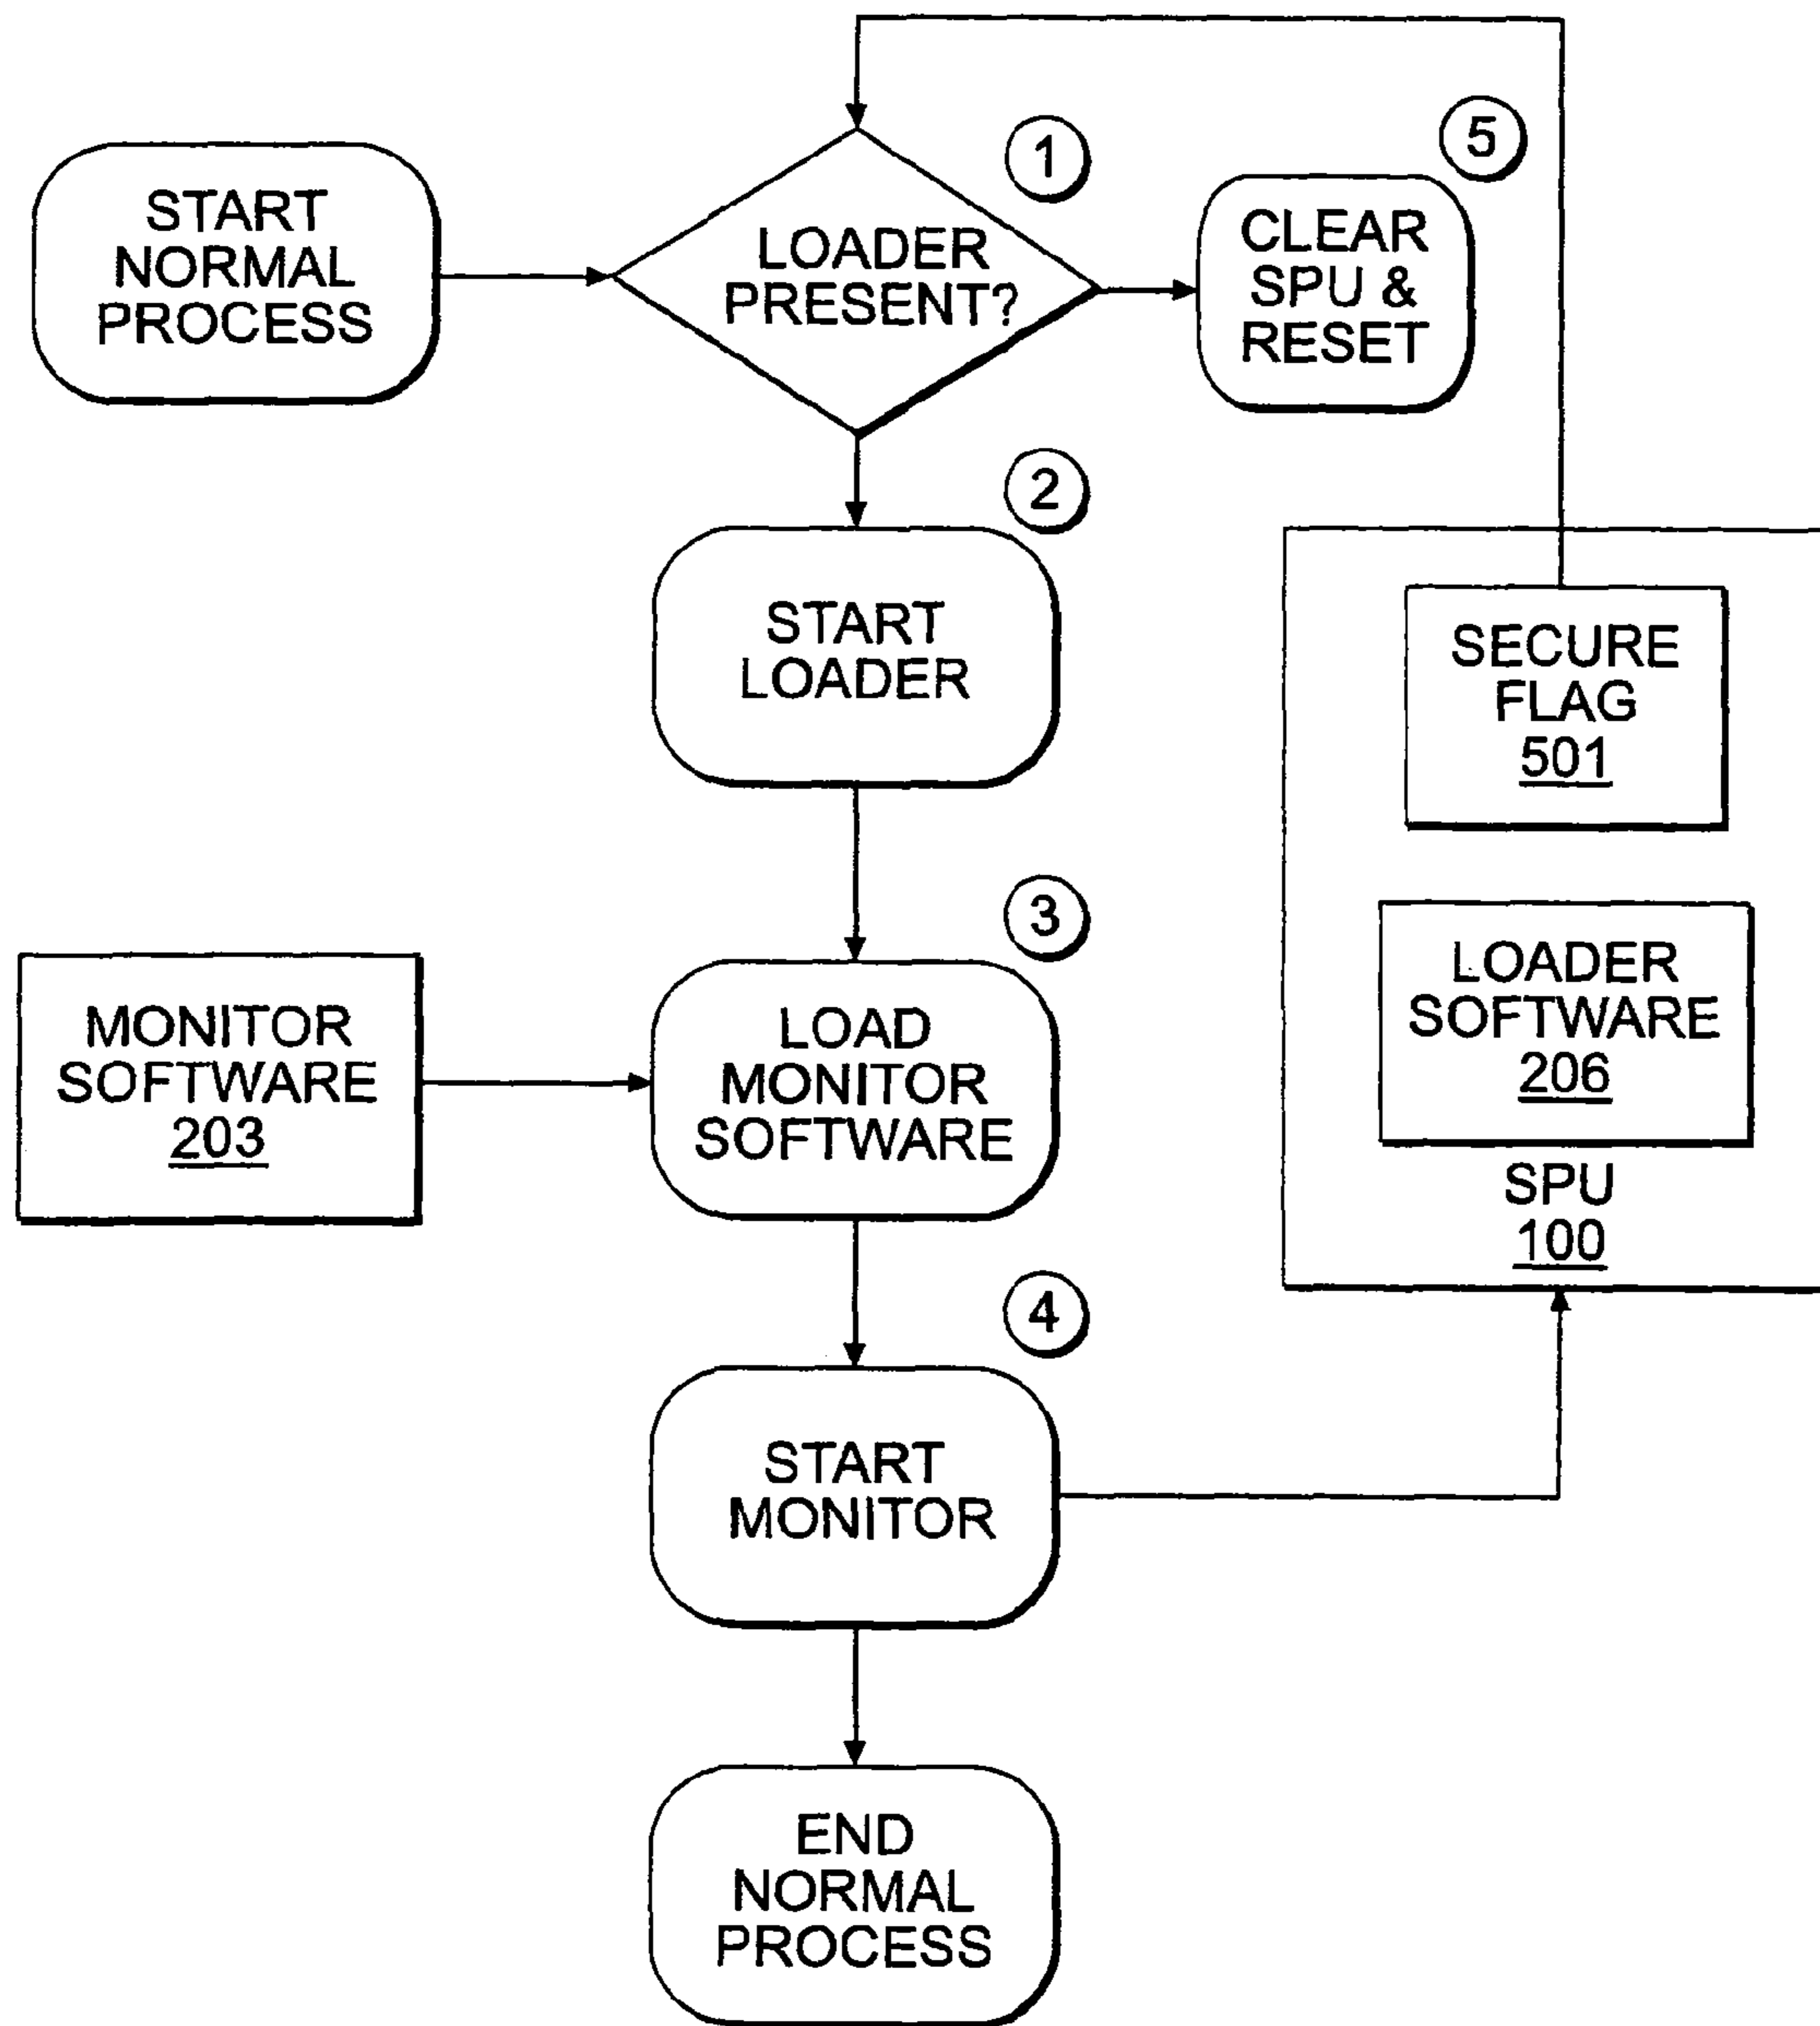 START
NORMAL
PROCESS
1
LOADER
PRESENT?
5
CLEAR
SPU &
RESET
2
START
LOADER
SECURE
FLAG
501
3
MONITOR
SOFTWARE
203
LOAD
MONITOR
SOFTWARE
LOADER
SOFTWARE
206
SPU
100
4
START
MONITOR
END
NORMAL
PROCESS